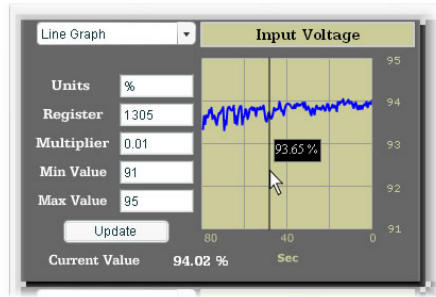 Line Graph
Input Voltage
Units %
Register 1305
Multiplier 0.01
Min Value 91
Max Value 95
Update
Current Value 94.02 %
95
94
93
92
91
93.65 %
80 40 0
Sec